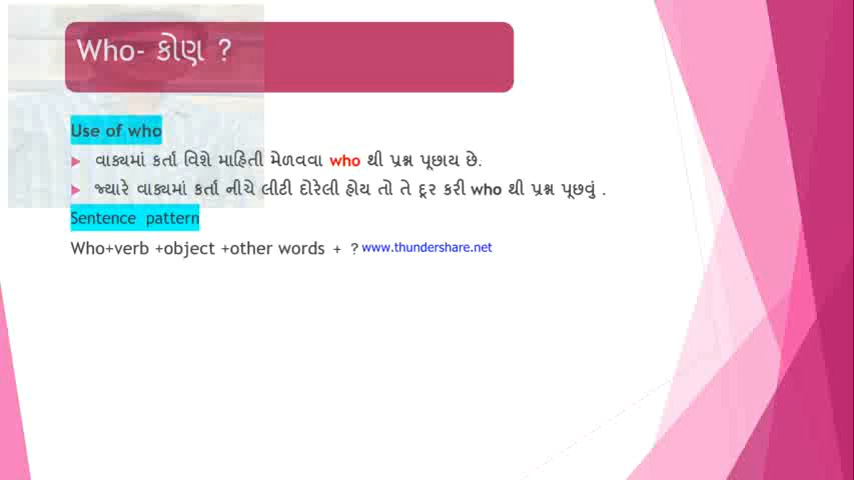 Who- કોણ ?
Use of who
વાક્યમાં કર્તા વિશે માહિતી મેળવવા who થી પ્રશ્ન પૂછાય છે.
જ્યારે વાક્યમાં કર્તા નીચે લીટી દોરેલી હોય તો તે દૂર કરી who થી પ્રશ્ન પૂછવું .
Sentence pattern
Who+verb +object +other words + ? www.thundershare.net